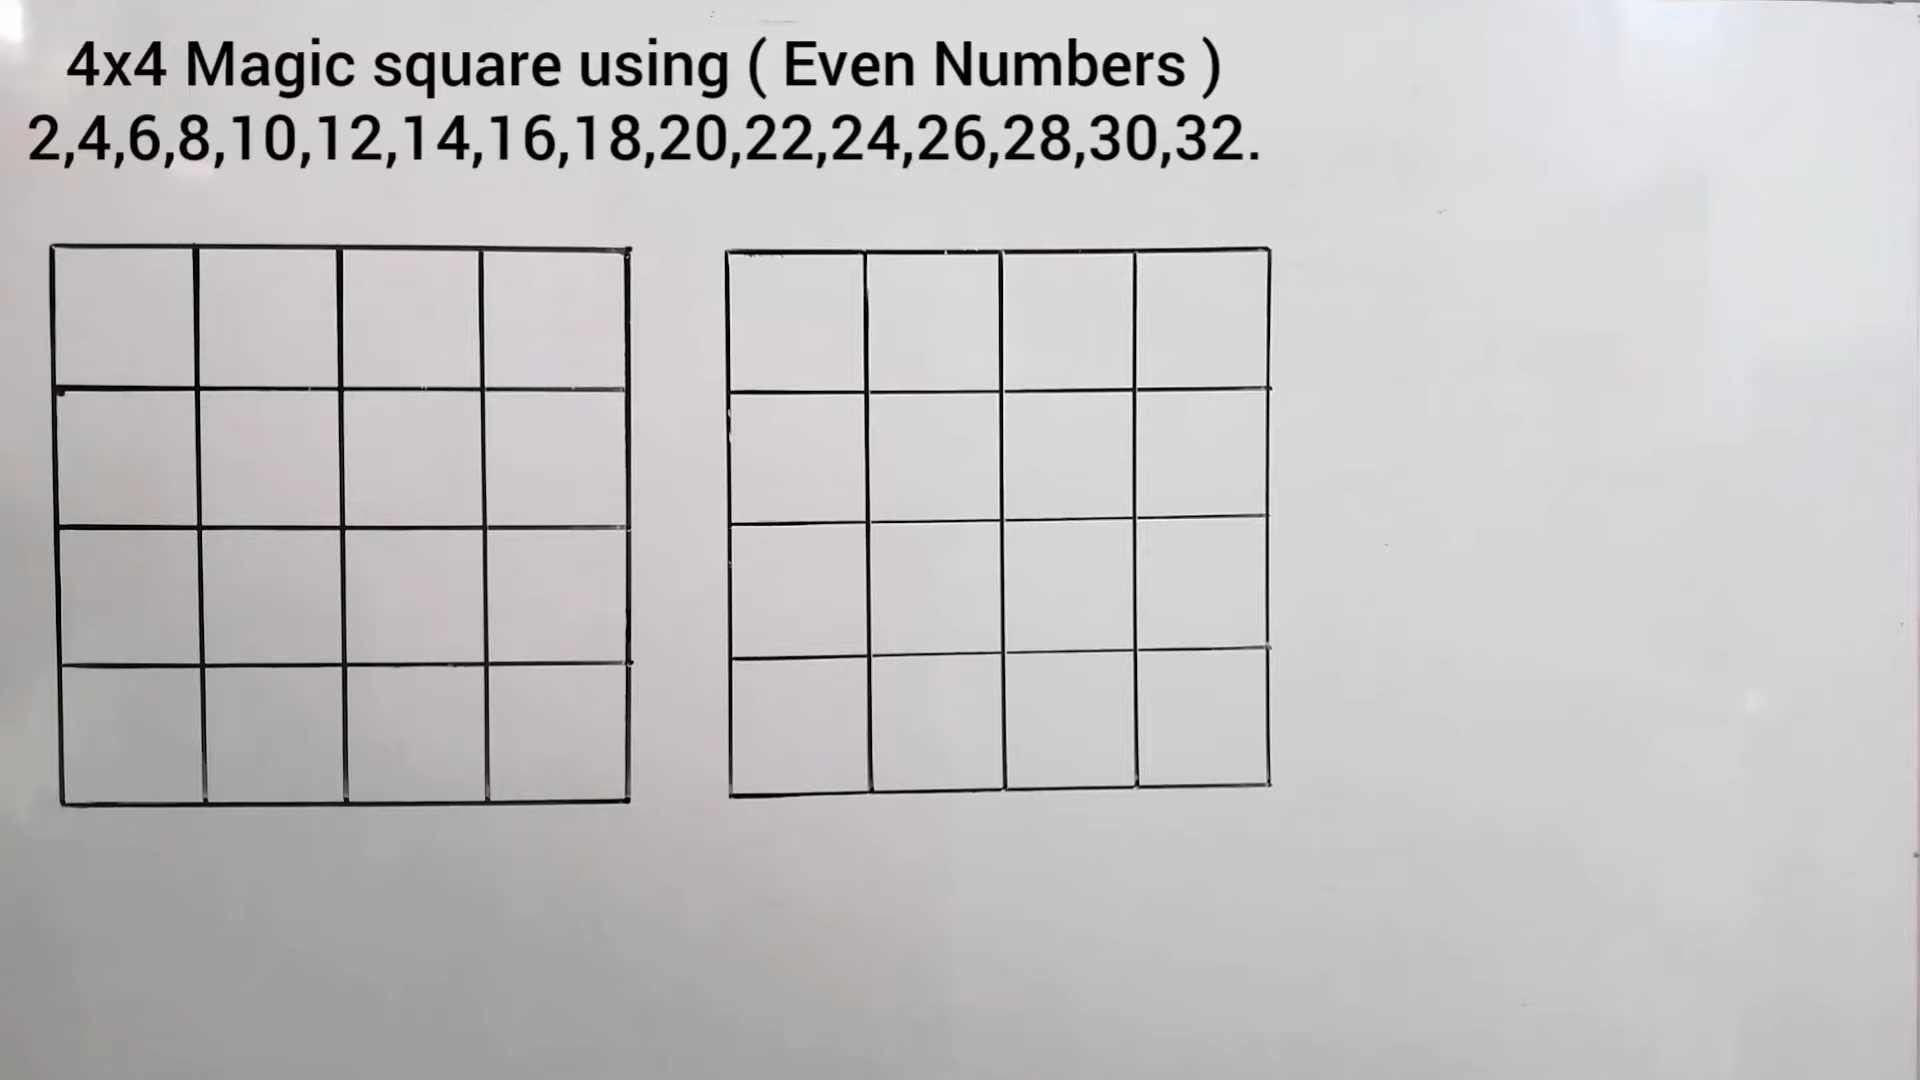 4x4 Magic square using ( Even Numbers )
2,4,6,8,10,12,14,16,18,20,22,24,26,28,30,32.